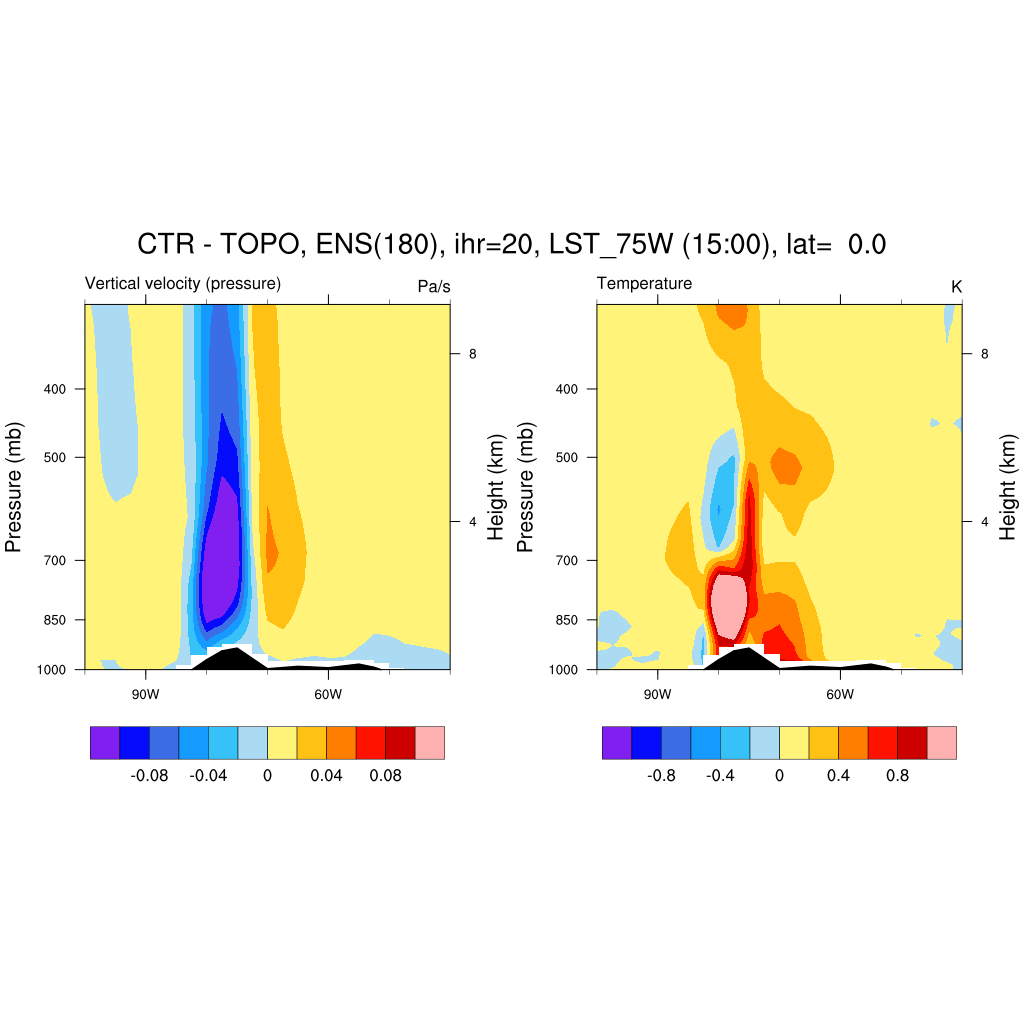 CTR - TOPO, ENS(180), ihr=20, LST_75W (15:00), lat=  0.0
Vertical velocity (pressure)
Pa/s
Pressure (mb)
400
500
700
850
1000
90W
60W
8
4
Height (km)
-0.08
-0.04
0
0.04
0.08
Temperature
K
Pressure (mb)
400
500
700
850
1000
90W
60W
8
4
Height (km)
-0.8
-0.4
0
0.4
0.8